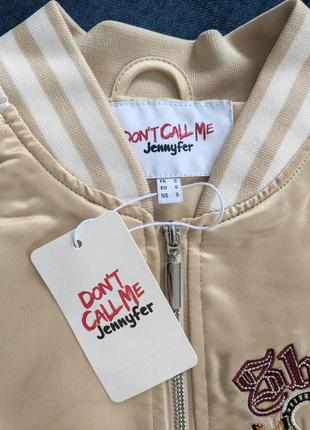 DON'T CALL ME
Jennyfer
FR S
EU S
US S
DON'T
CALL ME
Jennyfer